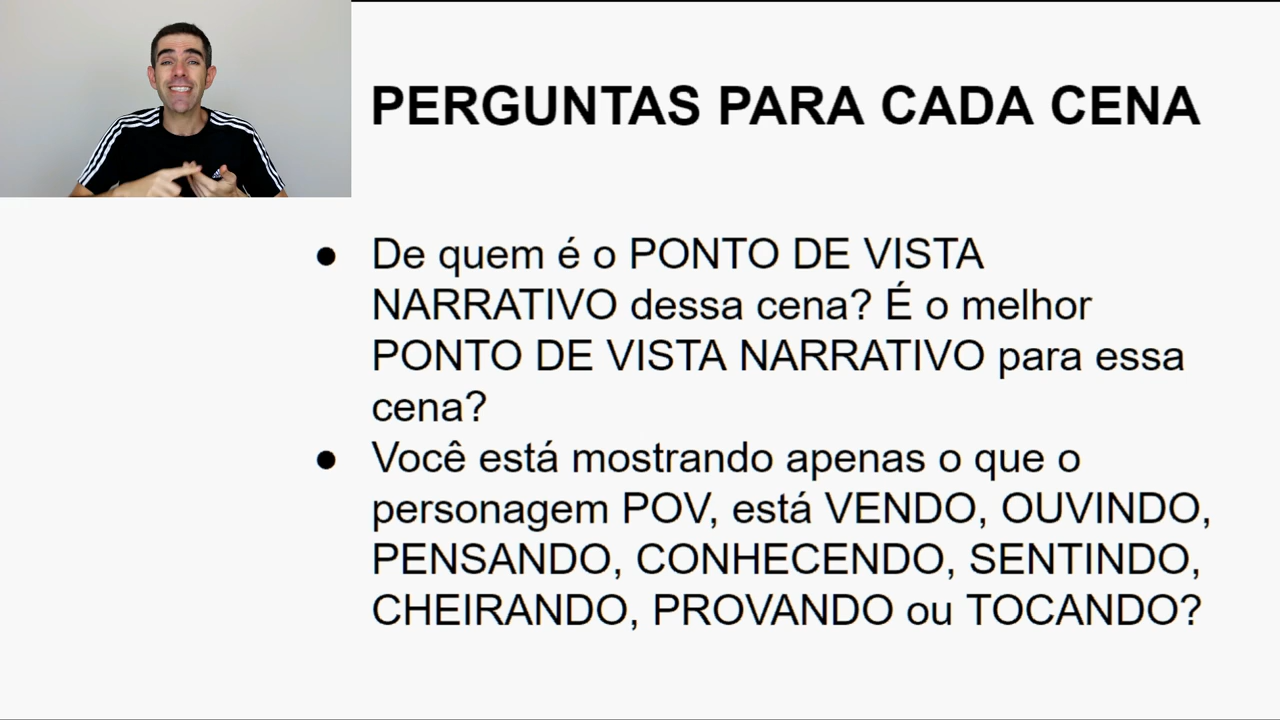 PERGUNTAS PARA CADA CENA
● De quem é o PONTO DE VISTA
NARRATIVO dessa cena? É o melhor
PONTO DE VISTA NARRATIVO para essa
cena?
● Você está mostrando apenas o que o
personagem POV, está VENDO, OUVINDO,
PENSANDO, CONHECENDO, SENTINDO,
CHEIRANDO, PROVANDO ou TOCANDO?